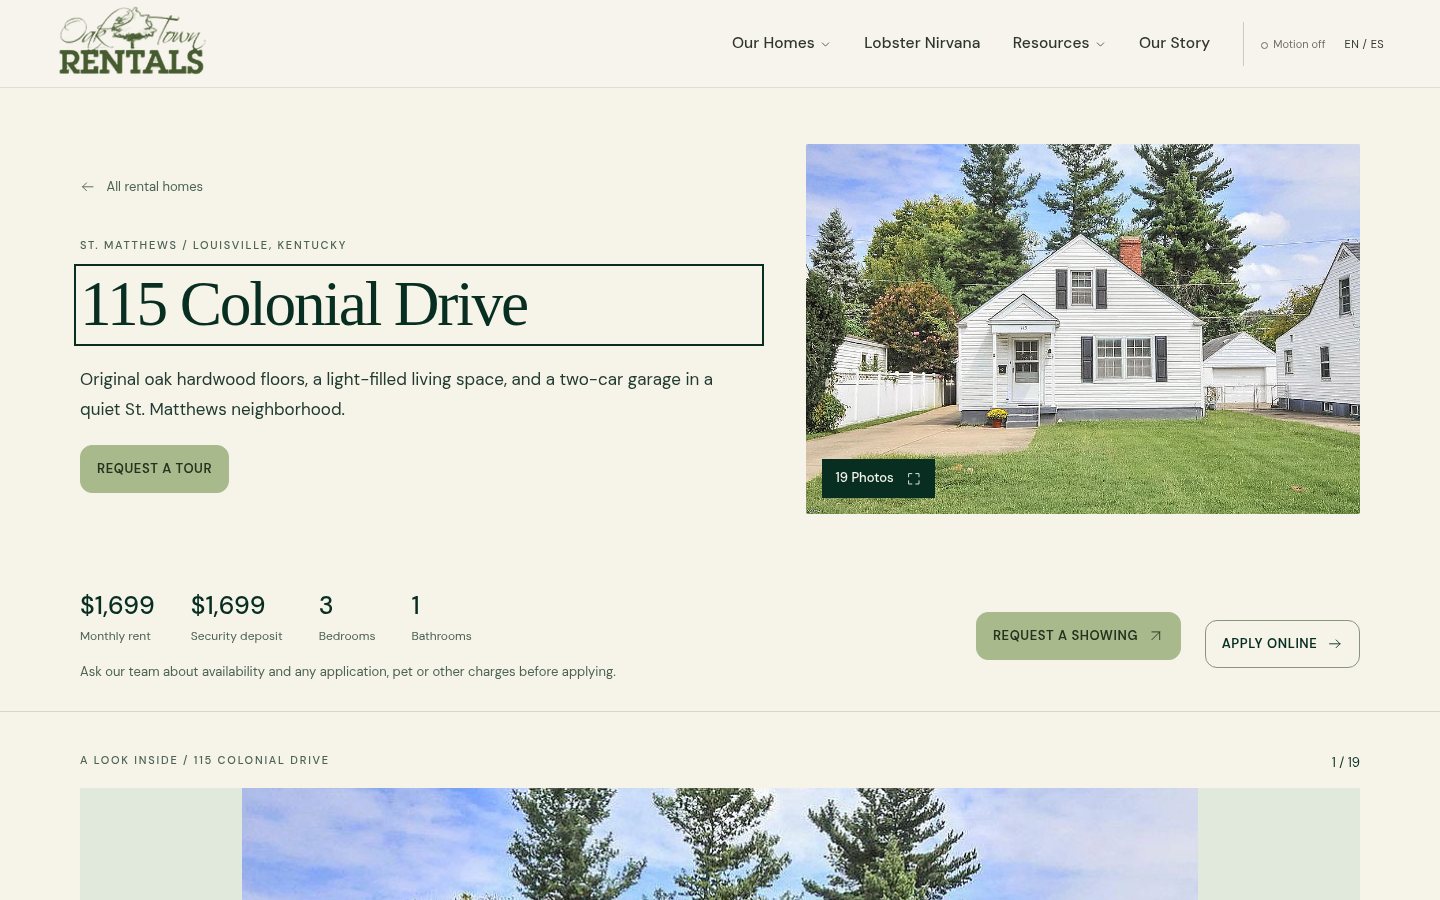 Oak Town
RENTALS
Our Homes
Lobster Nirvana
Resources
Our Story
Motion off
EN / ES
All rental homes
ST. MATTHEWS / LOUISVILLE, KENTUCKY
115 Colonial Drive
Original oak hardwood floors, a light-filled living space, and a two-car garage in a
quiet St. Matthews neighborhood.
REQUEST A TOUR
115
19 Photos
$1,699
Monthly rent
$1,699
Security deposit
3
Bedrooms
1
Bathrooms
Ask our team about availability and any application, pet or other charges before applying.
REQUEST A SHOWING
APPLY ONLINE
A LOOK INSIDE / 115 COLONIAL DRIVE
1 / 19